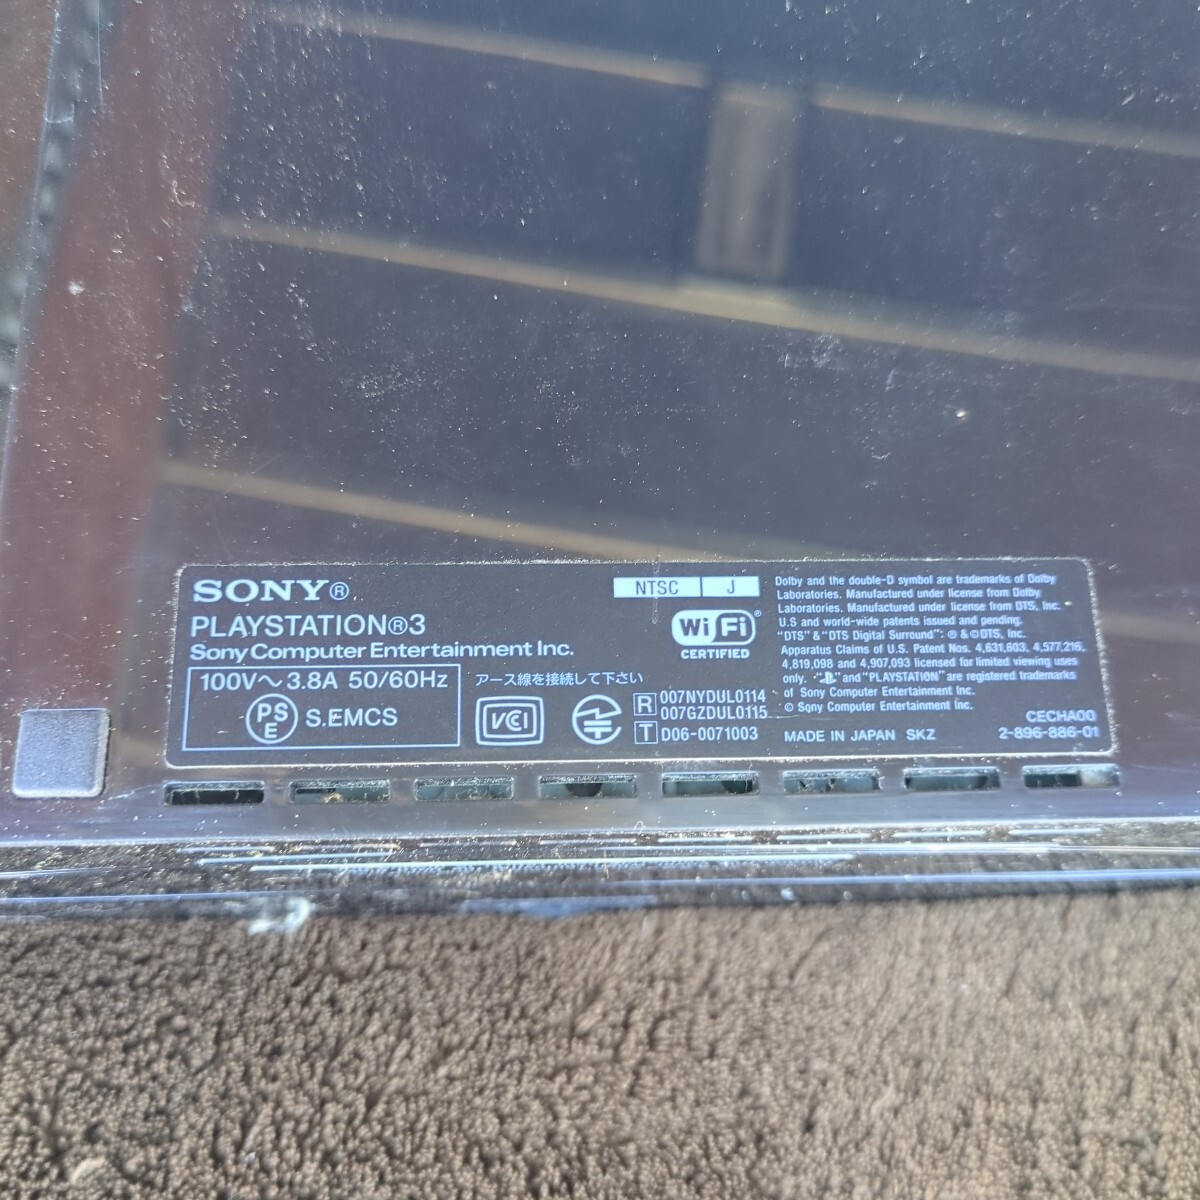 SONY®
PLAYSTATION®3
Sony Computer Entertainment Inc.
100V～ 3.8A 50/60Hz
PSE S.EMCS
NTSC J
Wi Fi®
CERTIFIED
アース線を接続して下さい
VCCI
R 007NYDUL0114
007GZDUL0115
T D06-0071003
Dolby and the double-D symbol are trademarks of Dolby
Laboratories. Manufactured under license from Dolby
Laboratories. Manufactured under license from DTS, Inc.
U.S and world-wide patents issued and pending.
"DTS" & "DTS Digital Surround": ® & © DTS, Inc.
Apparatus Claims of U.S. Patent Nos. 4,631,603, 4,577,216,
4,819,098 and 4,907,093 licensed for limited viewing uses
only. " " and "PLAYSTATION" are registered trademarks
of Sony Computer Entertainment Inc.
© Sony Computer Entertainment Inc.
CECHA00
MADE IN JAPAN SKZ 2-896-886-01